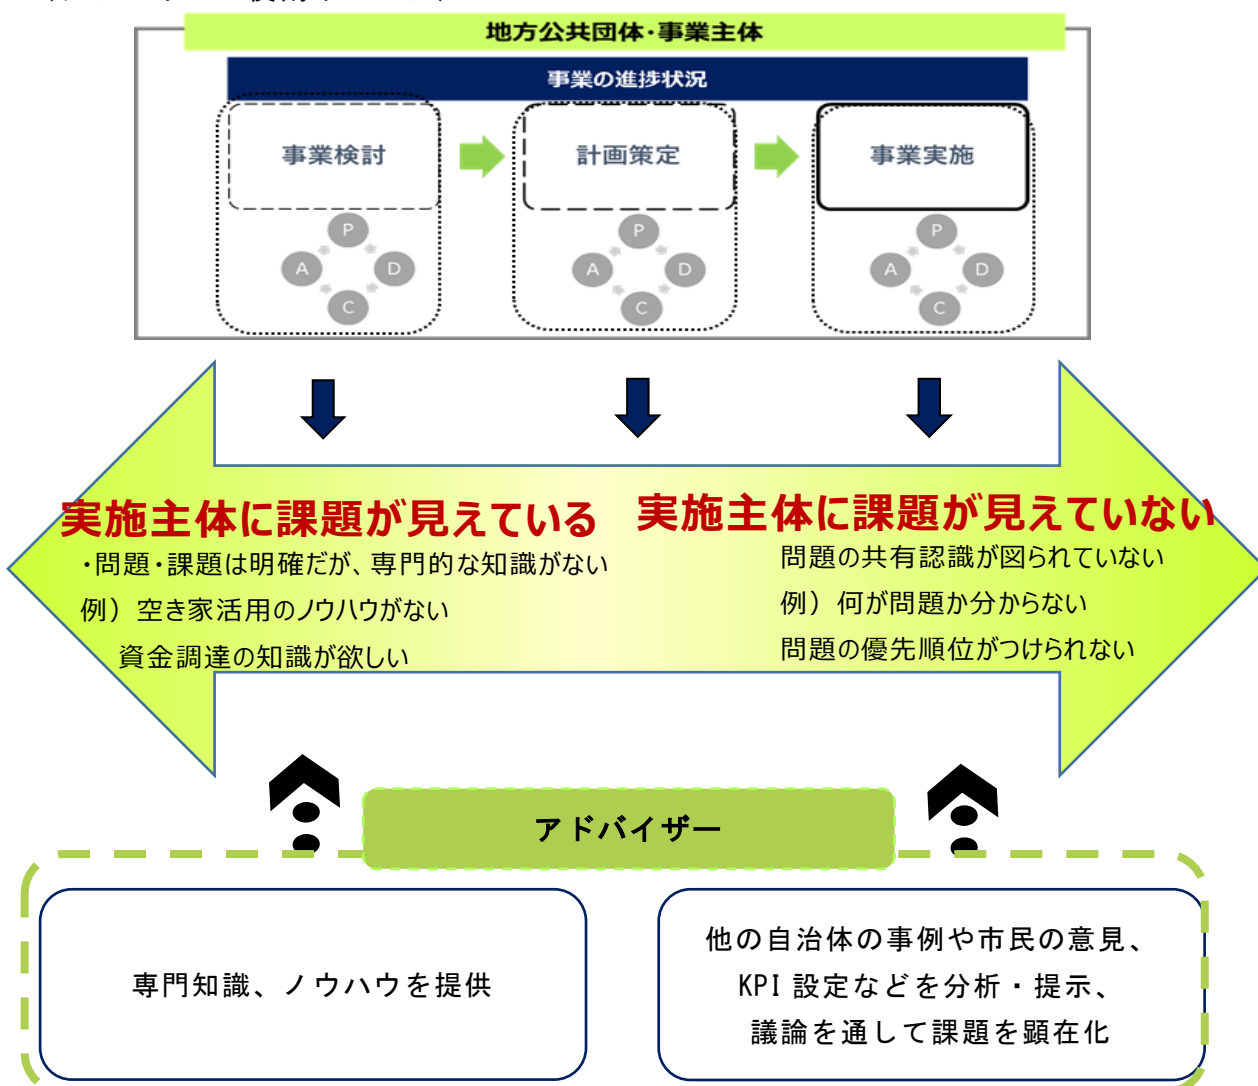 地方公共団体・事業主体
事業の進捗状況
事業検討
計画策定
事業実施
P
A
D
C
P
A
D
C
P
A
D
C
実施主体に課題が見えている
・問題・課題は明確だが、専門的な知識がない
例）空き家活用のノウハウがない
資金調達の知識が欲しい
実施主体に課題が見えていない
問題の共有認識が図られていない
例）何が問題か分からない
問題の優先順位がつけられない
アドバイザー
専門知識、ノウハウを提供
他の自治体の事例や市民の意見、
KPI 設定などを分析・提示、
議論を通して課題を顕在化